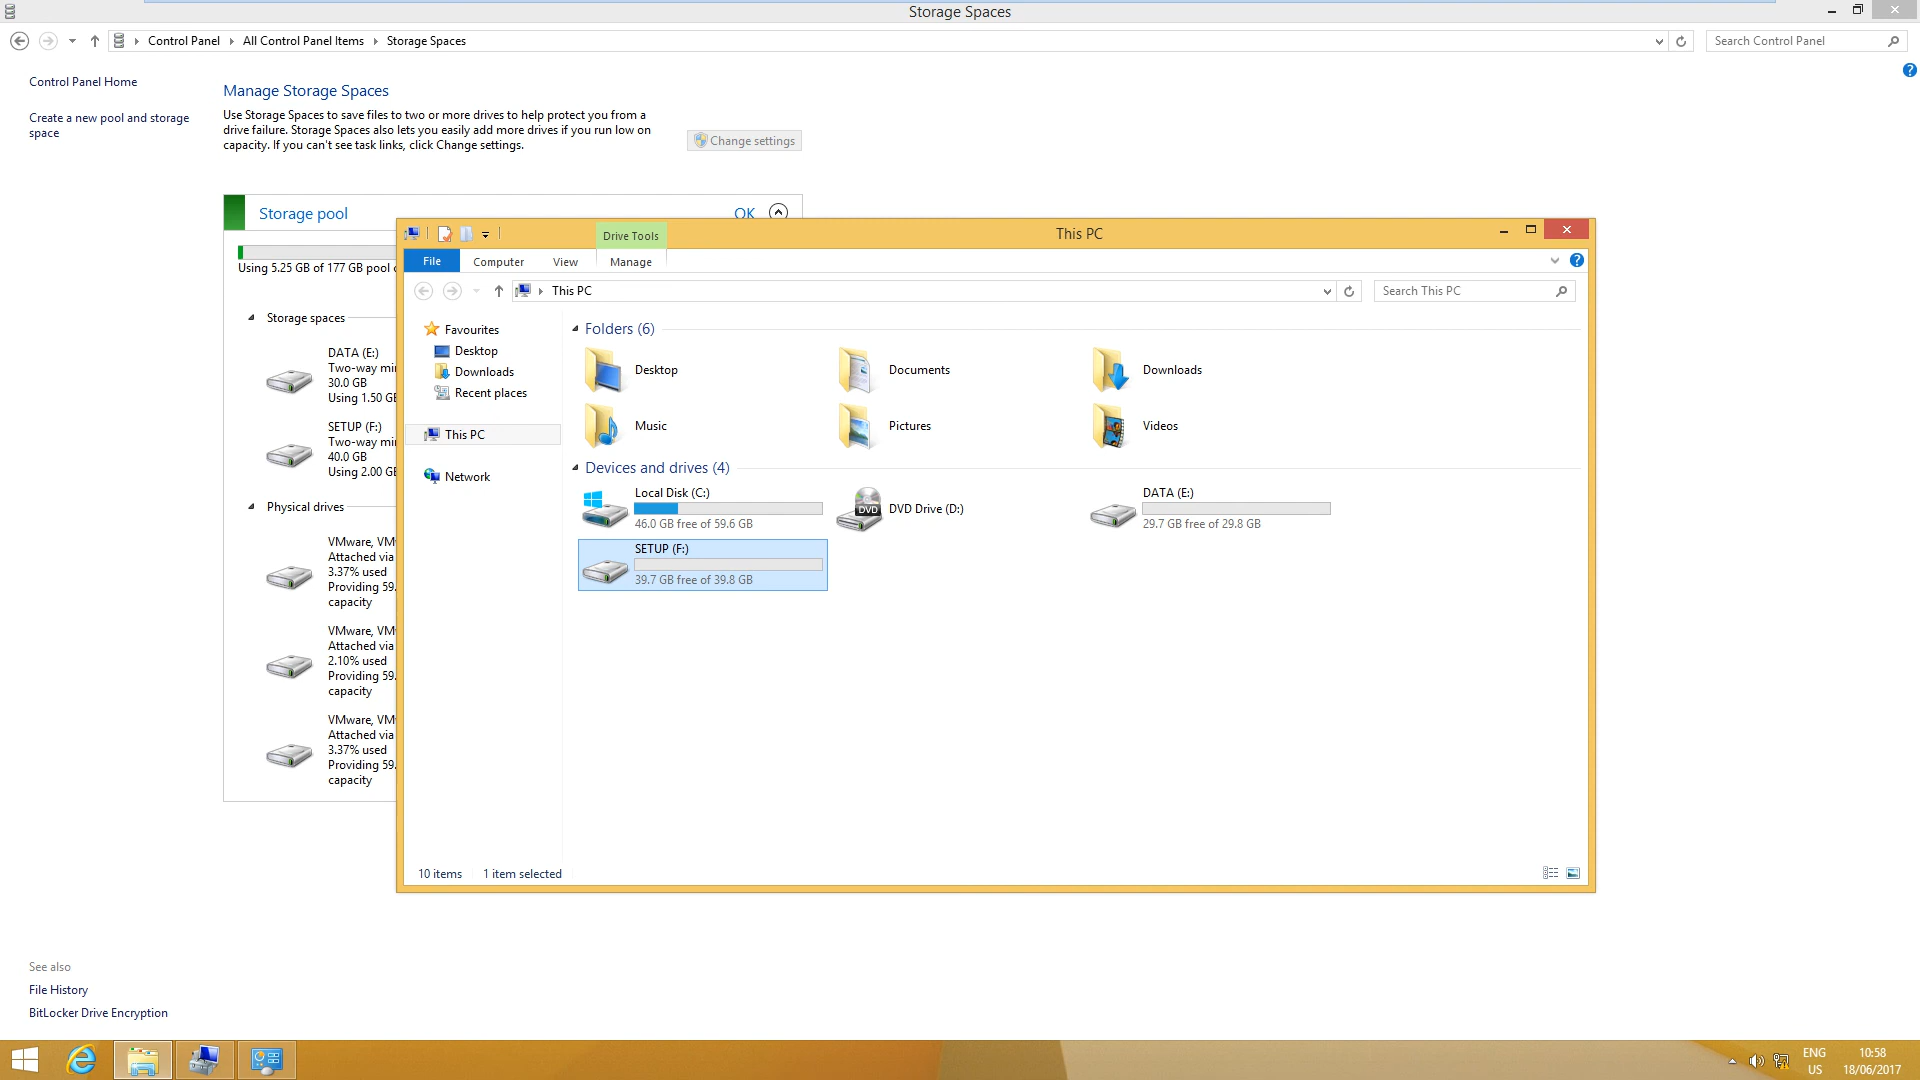 Storage Spaces
Control Panel
All Control Panel Items
Storage Spaces
Search Control Panel
Control Panel Home
Create a new pool and storage
space
Manage Storage Spaces
Use Storage Spaces to save files to two or more drives to help protect you from a
drive failure. Storage Spaces also lets you easily add more drives if you run low on
capacity. If you can't see task links, click Change settings.
Change settings
Storage pool
OK
Using 5.25 GB of 177 GB pool
Storage spaces
DATA (E:)
Two-way
30.0 GB
Using 1.50
SETUP (F:)
Two-way
40.0 GB
Using 2.00
Physical drives
VMware,
Attached via
3.37% used
Providing
capacity
VMware,
Attached via
2.10% used
Providing
capacity
VMware,
Attached via
3.37% used
Providing
capacity
See also
File History
BitLocker Drive Encryption
Drive Tools
This PC
File
Computer
View
Manage
This PC
Search This PC
Favourites
Desktop
Downloads
Recent places
This PC
Network
Folders (6)
Desktop
Documents
Downloads
Music
Pictures
Videos
Devices and drives (4)
Local Disk (C:)
46.0 GB free of 59.6 GB
DVD
DVD Drive (D:)
DATA (E:)
29.7 GB free of 29.8 GB
SETUP (F:)
39.7 GB free of 39.8 GB
10 items
1 item selected
ENG
US
10:58
18/06/2017